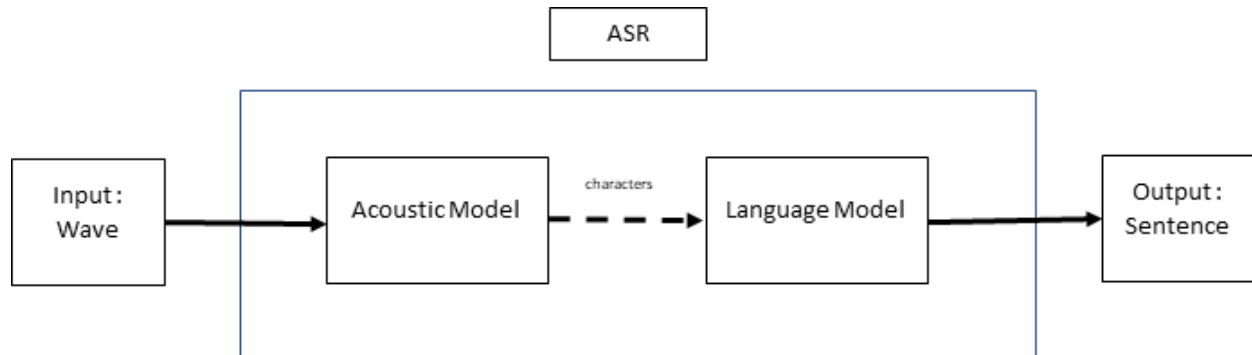 ASR
Input :
Wave
Acoustic Model
characters
Language Model
Output :
Sentence